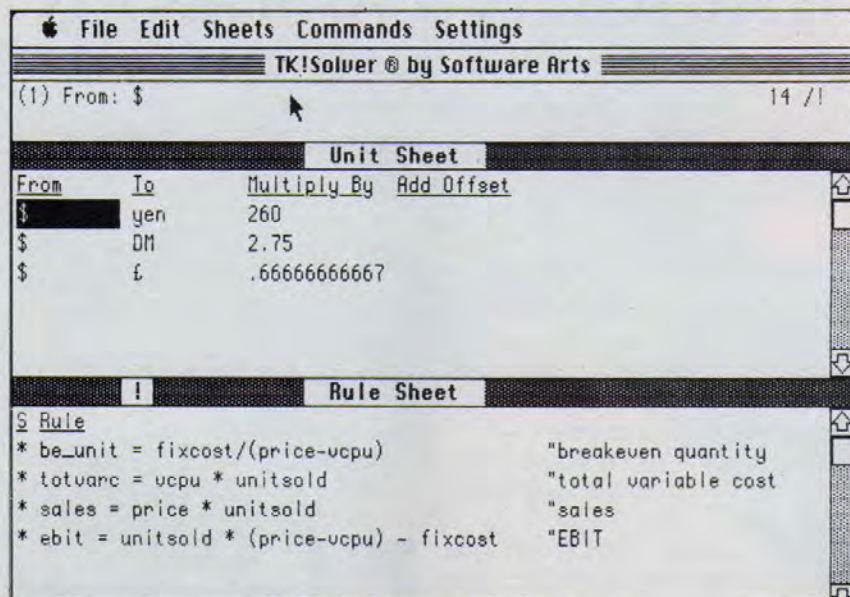 File Edit Sheets Commands Settings
TK!Solver ® by Software Arts
(1) From: $ 14 /!
Unit Sheet
From To Multiply By Add Offset
$ yen 260
$ DM 2.75
$ £ .66666666667
! Rule Sheet
S Rule
* be_unit = fixcost/(price-vcpu) "breakeven quantity
* totvarc = vcpu * unitsold "total variable cost
* sales = price * unitsold "sales
* ebit = unitsold * (price-vcpu) - fixcost "EBIT